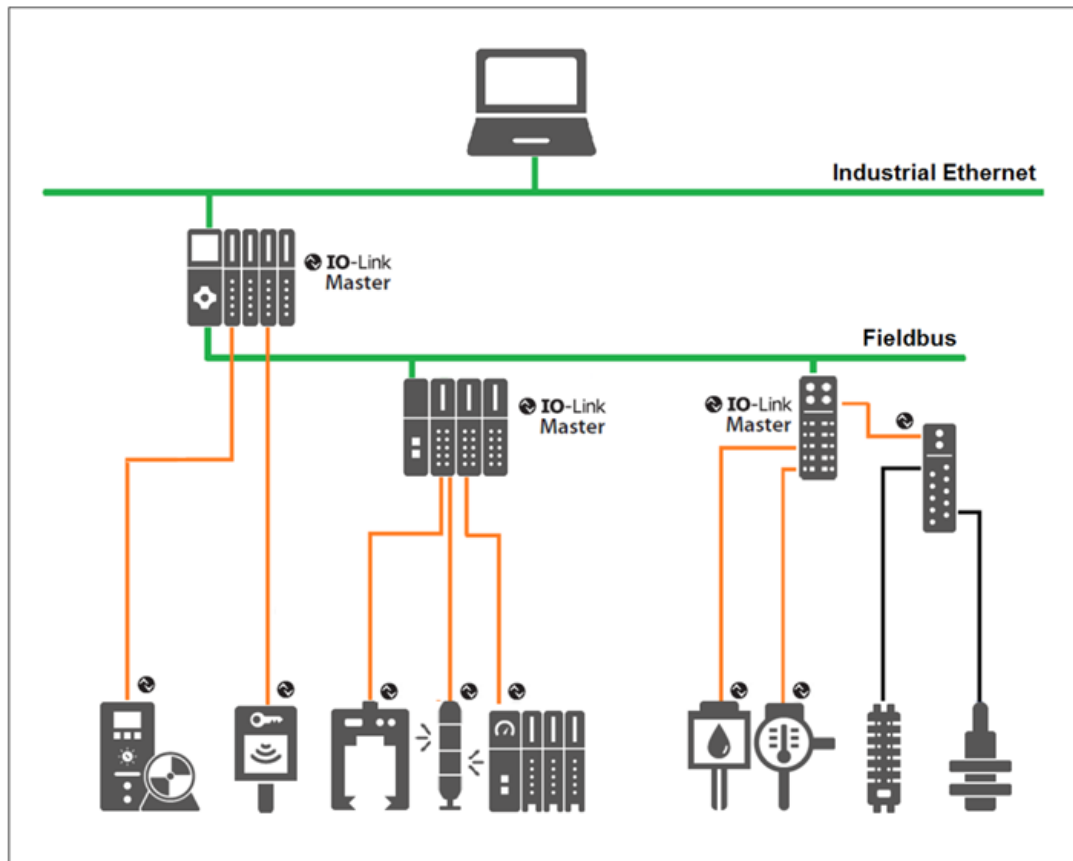 Industrial Ethernet
IO-Link
Master
Fieldbus
IO-Link
Master
IO-Link
Master